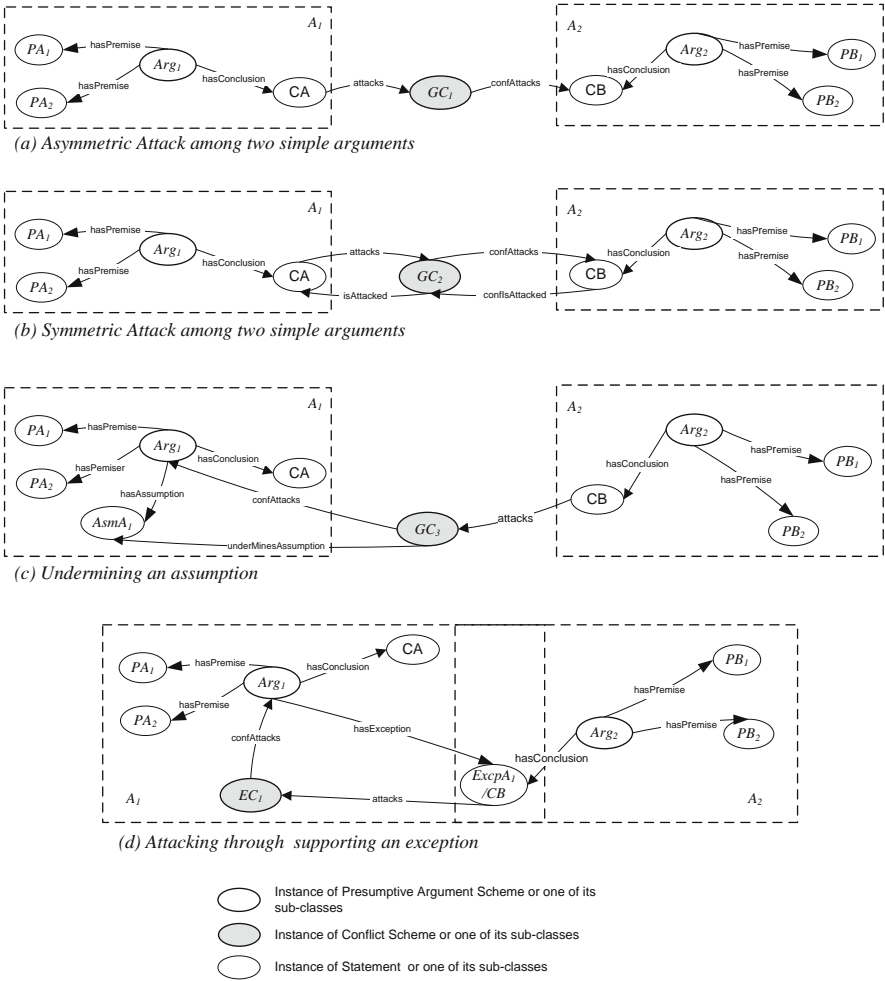 A1
A2
PA1
hasPremise
Arg1
hasPremise
PA2
hasConclusion
CA
attacks
GC1
confAttacks
CB
hasConclusion
Arg2
hasPremise
PB1
hasPremise
PB2
(a) Asymmetric Attack among two simple arguments
A1
A2
PA1
hasPremise
Arg1
hasPremise
PA2
hasConclusion
CA
attacks
isAttacked
GC2
confAttacks
confIsAttacked
CB
hasConclusion
Arg2
hasPremise
PB1
hasPremise
PB2
(b) Symmetric Attack among two simple arguments
A1
A2
PA1
hasPremise
Arg1
hasPemiser
PA2
hasConclusion
CA
hasAssumption
AsmA1
confAttacks
underMinesAssumption
GC3
attacks
CB
hasConclusion
Arg2
hasPremise
PB1
hasPremise
PB2
(c) Undermining an assumption
PA1
hasPremise
Arg1
hasPremise
PA2
hasConclusion
CA
confAttacks
hasException
EC1
attacks
ExcpA1
/CB
hasConclusion
Arg2
hasPremise
PB1
hasPremise
PB2
A1
A2
(d) Attacking through supporting an exception
Instance of Presumptive Argument Scheme or one of its
sub-classes
Instance of Conflict Scheme or one of its sub-classes
Instance of Statement or one of its sub-classes